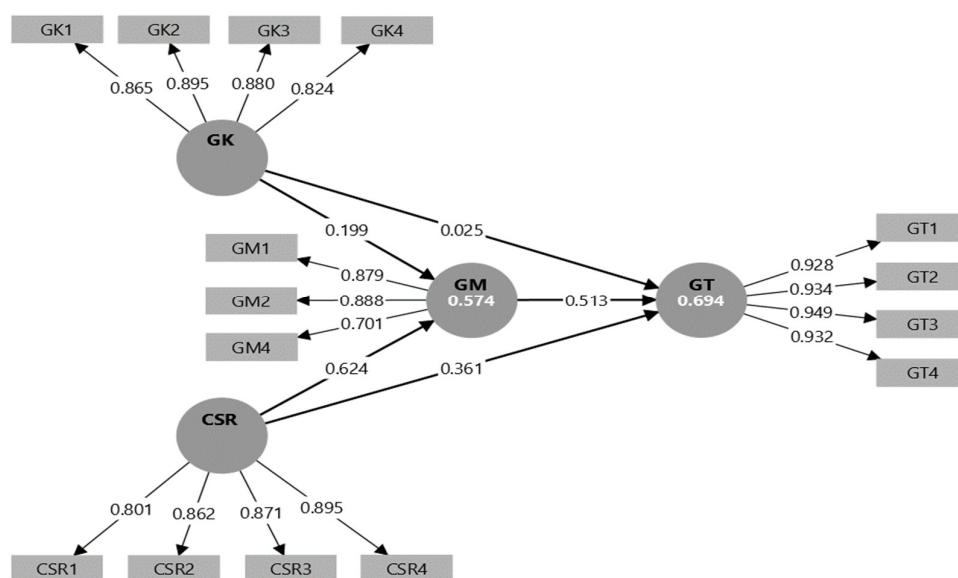 GK1 GK2 GK3 GK4
0.865 0.895 0.880 0.824
GK
0.199 0.025
GM1
GM2
GM4
0.879
0.888
0.701
GM
0.574
0.513
GT
0.694
0.928
0.934
0.949
0.932
GT1
GT2
GT3
GT4
0.624 0.361
CSR
0.801 0.862 0.871 0.895
CSR1 CSR2 CSR3 CSR4